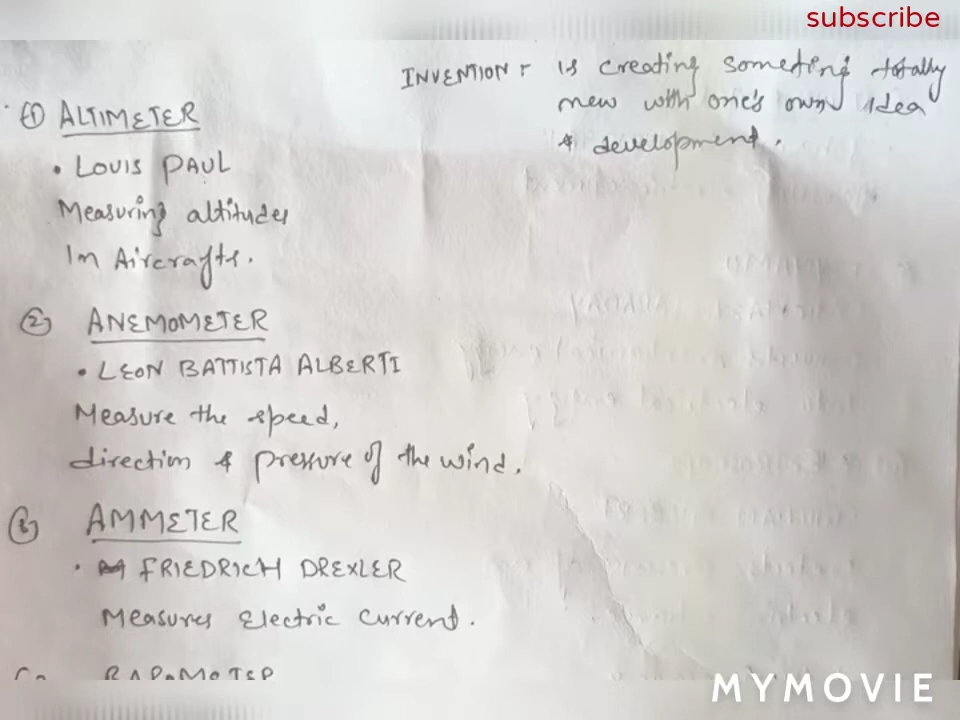 subscribe
INVENTION : is creating someting totally
new with one's own Idea
& development.
① ALTIMETER
• LOUIS PAUL
Measuring altitudes
In Aircrafts.
② ANEMOMETER
• LEON BATTISTA ALBERTI
Measure the speed,
direction & pressure of the wind.
③ AMMETER
• FRIEDRICH DREXLER
Measures Electric Current.
BAROMETER
MYMOVIE